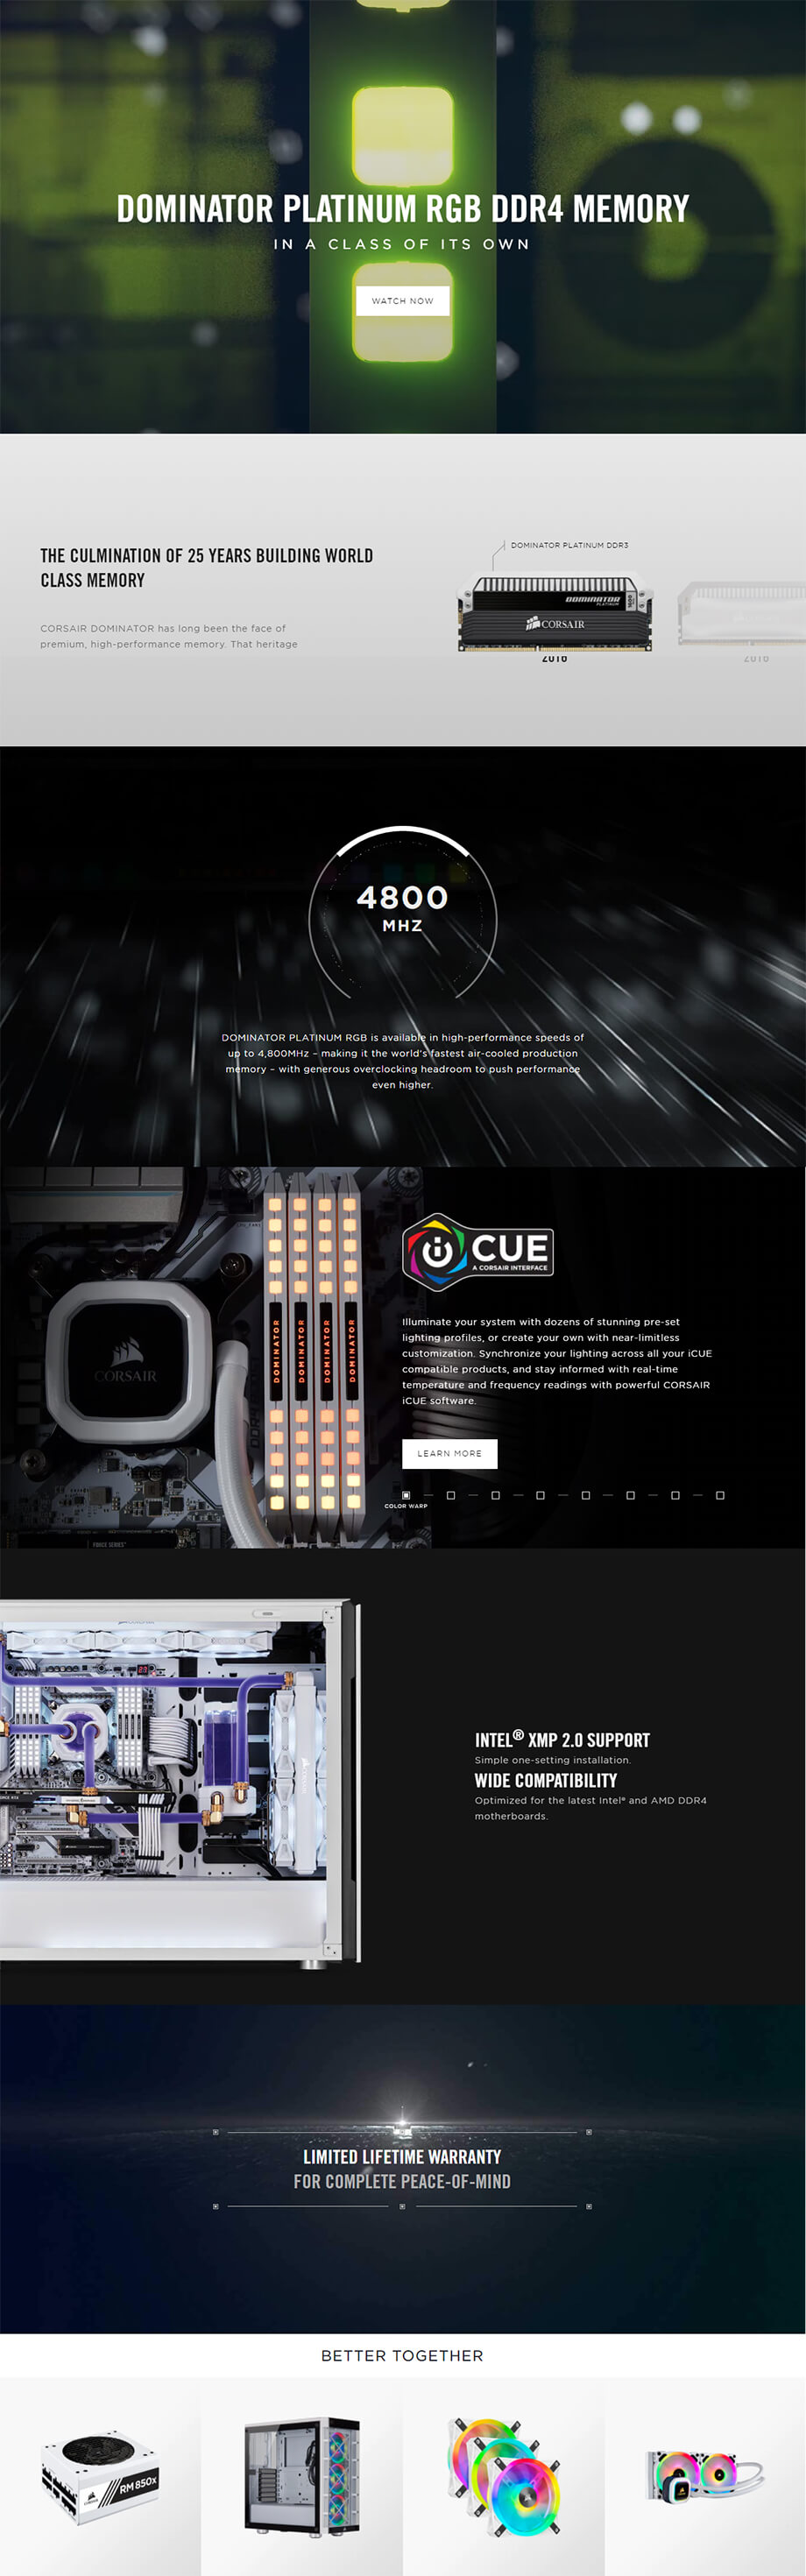 DOMINATOR PLATINUM RGB DDR4 MEMORY
IN A CLASS OF ITS OWN
WATCH NOW
THE CULMINATION OF 25 YEARS BUILDING WORLD
CLASS MEMORY
CORSAIR DOMINATOR has long been the face of
premium, high-performance memory. That heritage
DOMINATOR PLATINUM DDR3
DOMINATOR
PLATINUM
CORSAIR
4800
MHZ
DOMINATOR PLATINUM RGB is available in high-performance speeds of
up to 4,800MHz – making it the world's fastest air-cooled production
memory – with generous overclocking headroom to push performance
even higher.
CORSAIR
DOMINATOR
DOMINATOR
DOMINATOR
DOMINATOR
FORCE SERIES
iCUE
A CORSAIR INTERFACE
Illuminate your system with dozens of stunning pre-set
lighting profiles, or create your own with near-limitless
customization. Synchronize your lighting across all your iCUE
compatible products, and stay informed with real-time
temperature and frequency readings with powerful CORSAIR
iCUE software.
LEARN MORE
COLOR WARP
INTEL® XMP 2.0 SUPPORT
Simple one-setting installation.
WIDE COMPATIBILITY
Optimized for the latest Intel® and AMD DDR4
motherboards.
LIMITED LIFETIME WARRANTY
FOR COMPLETE PEACE-OF-MIND
BETTER TOGETHER
RM850x